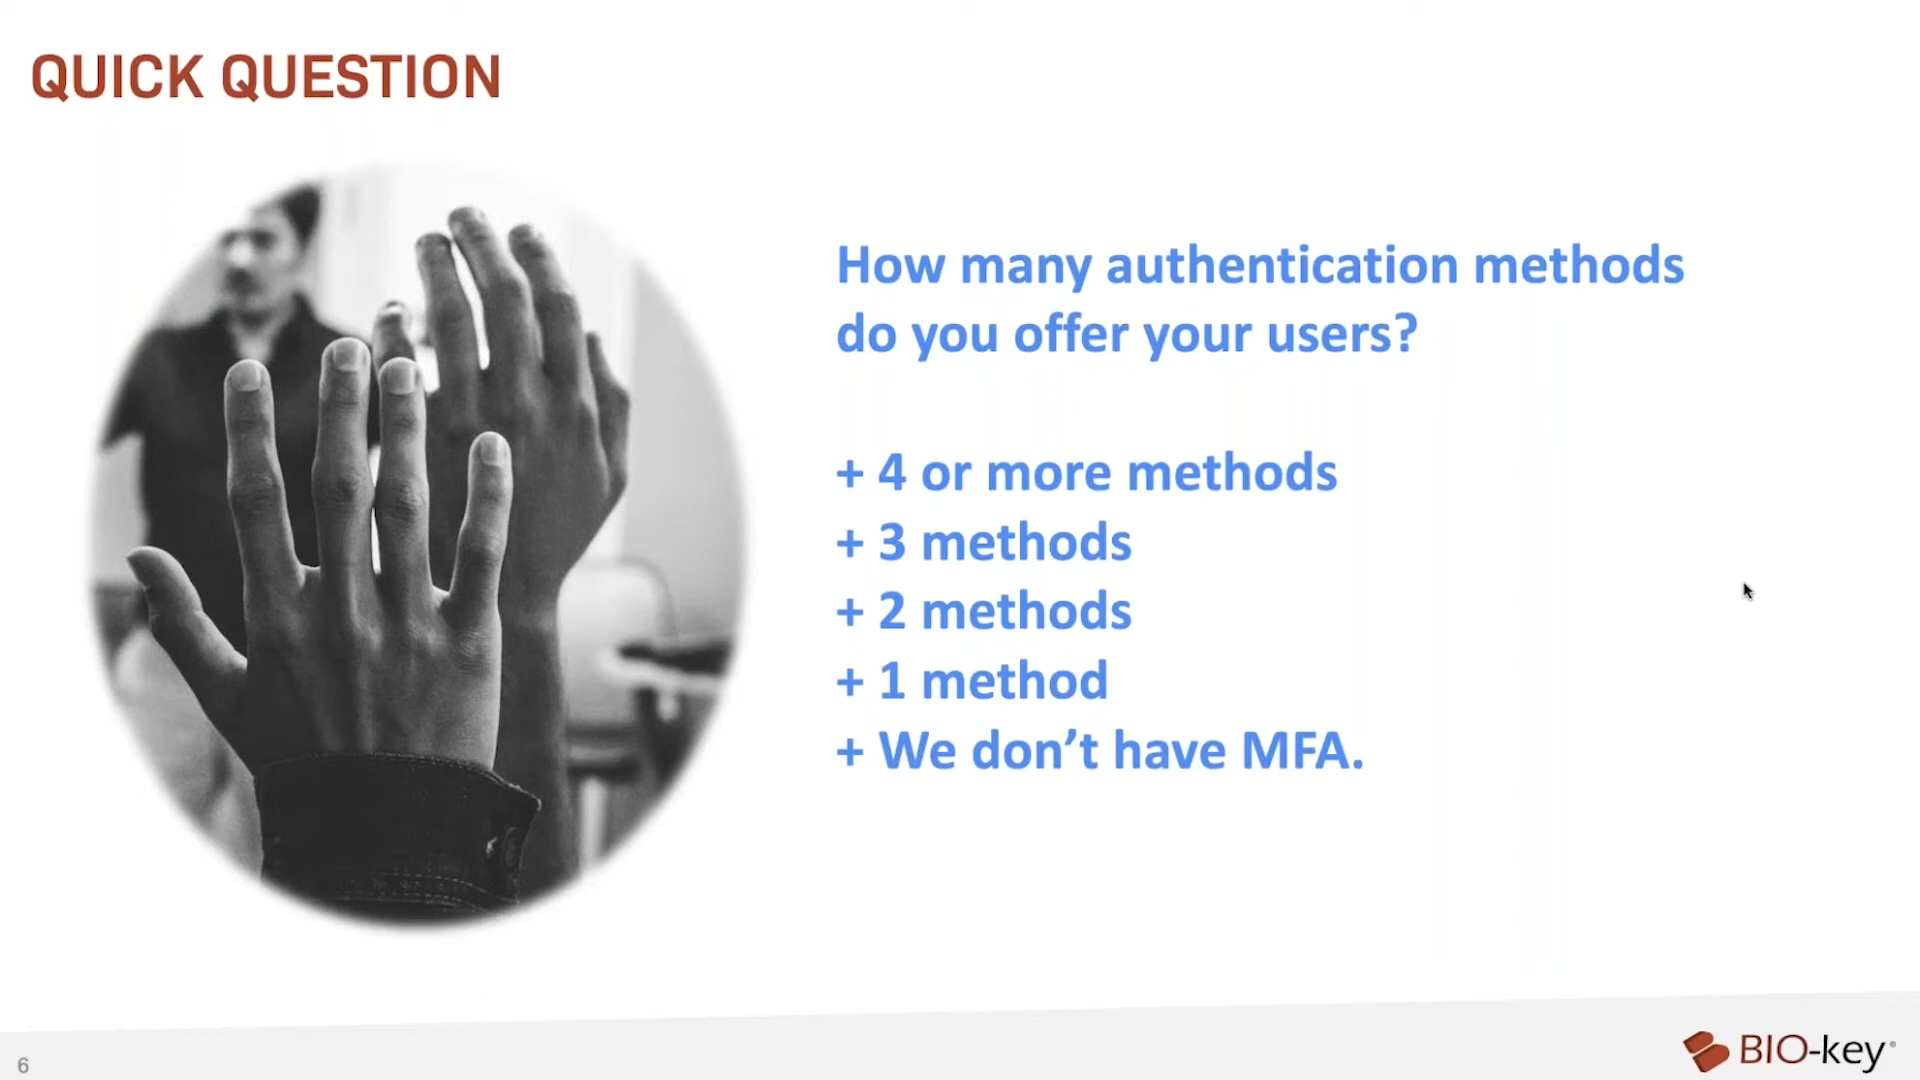 QUICK QUESTION
How many authentication methods
do you offer your users?
+ 4 or more methods
+ 3 methods
+ 2 methods
+ 1 method
+ We don’t have MFA.
6
BIO-key®